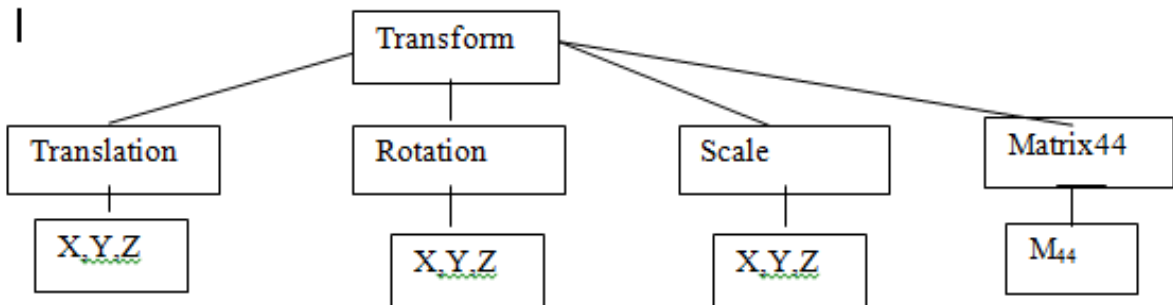 Transform
Translation
Rotation
Scale
Matrix44
X,Y,Z
X,Y,Z
X,Y,Z
M₄₄